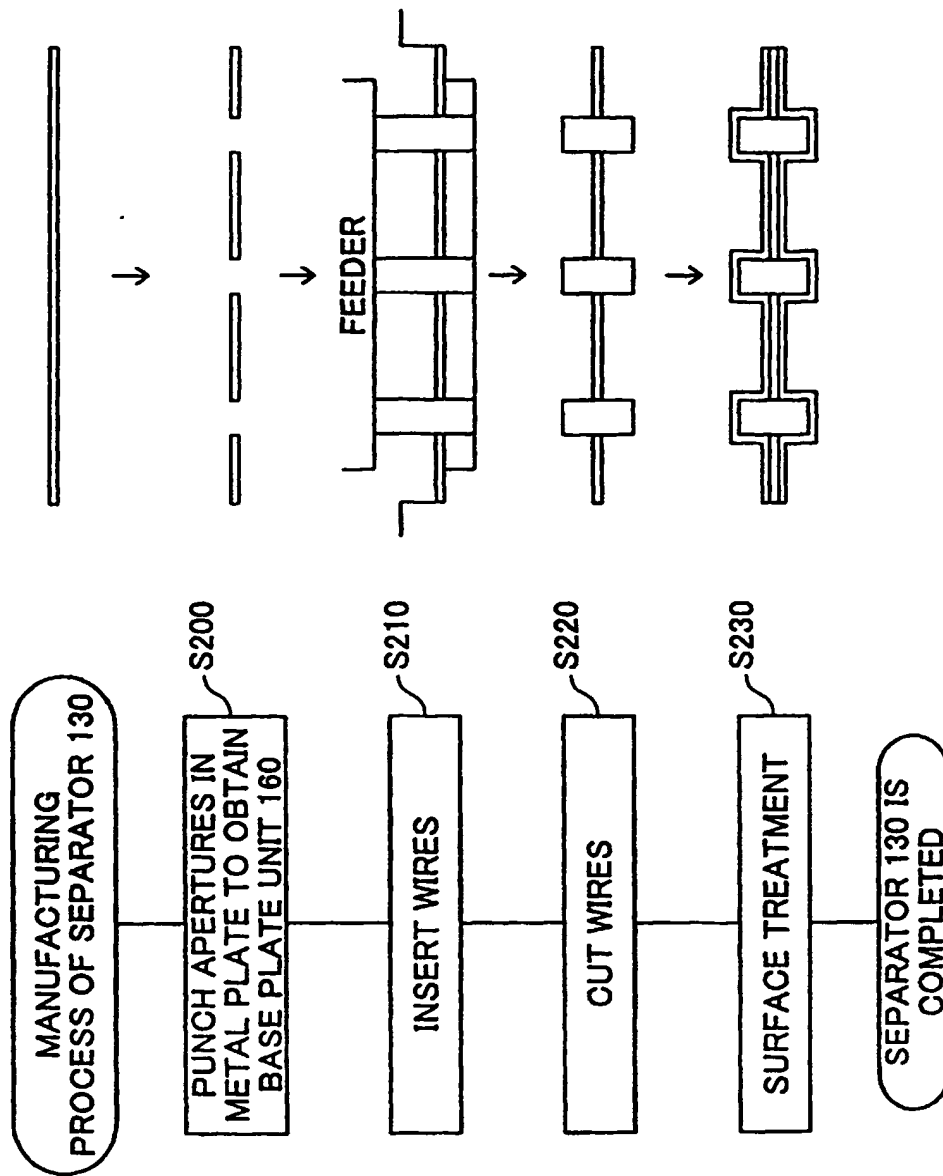 MANUFACTURING
PROCESS OF SEPARATOR 130
S200
PUNCH APERTURES IN
METAL PLATE TO OBTAIN
BASE PLATE UNIT 160
S210
INSERT WIRES
FEEDER
S220
CUT WIRES
S230
SURFACE TREATMENT
SEPARATOR 130 IS
COMPLETED